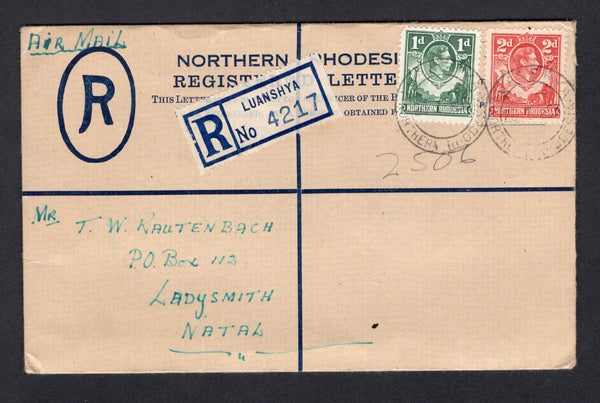 AIR MAIL
NORTHERN RHODESI
REGIST LETTE
THIS LETTE CER OF THE P
OBTAINED
R
R LUANSHYA
No 4217
1d 1d
NORTHERN RHODESIA
2d 2d
NORTHERN RHODESIA
2506
MR T. W. RAUTENBACH
P.O. BOX 112
LADYSMITH
NATAL